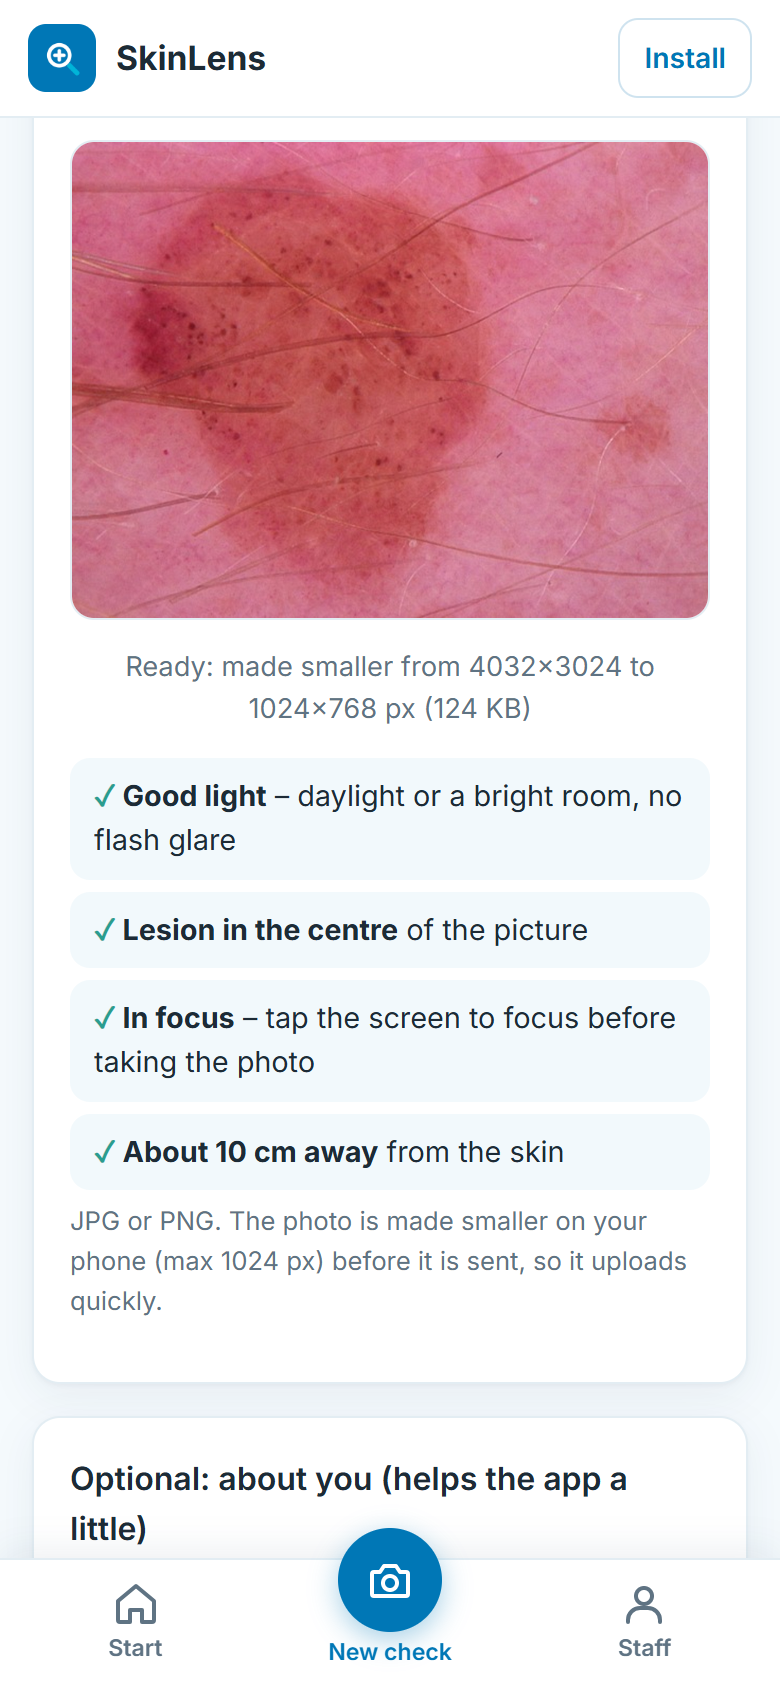 SkinLens
Install
Ready: made smaller from 4032×3024 to
1024×768 px (124 KB)
✓ Good light – daylight or a bright room, no
flash glare
✓ Lesion in the centre of the picture
✓ In focus – tap the screen to focus before
taking the photo
✓ About 10 cm away from the skin
JPG or PNG. The photo is made smaller on your
phone (max 1024 px) before it is sent, so it uploads
quickly.
Optional: about you (helps the app a
little)
Start
New check
Staff